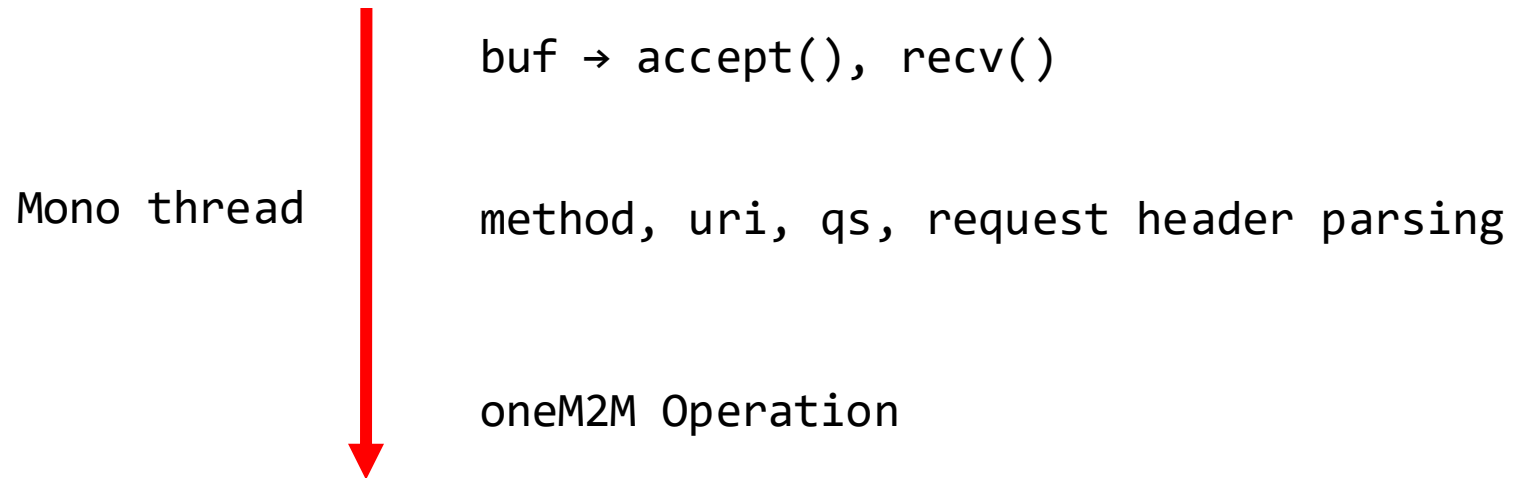 buf → accept(), recv()
Mono thread
method, uri, qs, request header parsing
oneM2M Operation